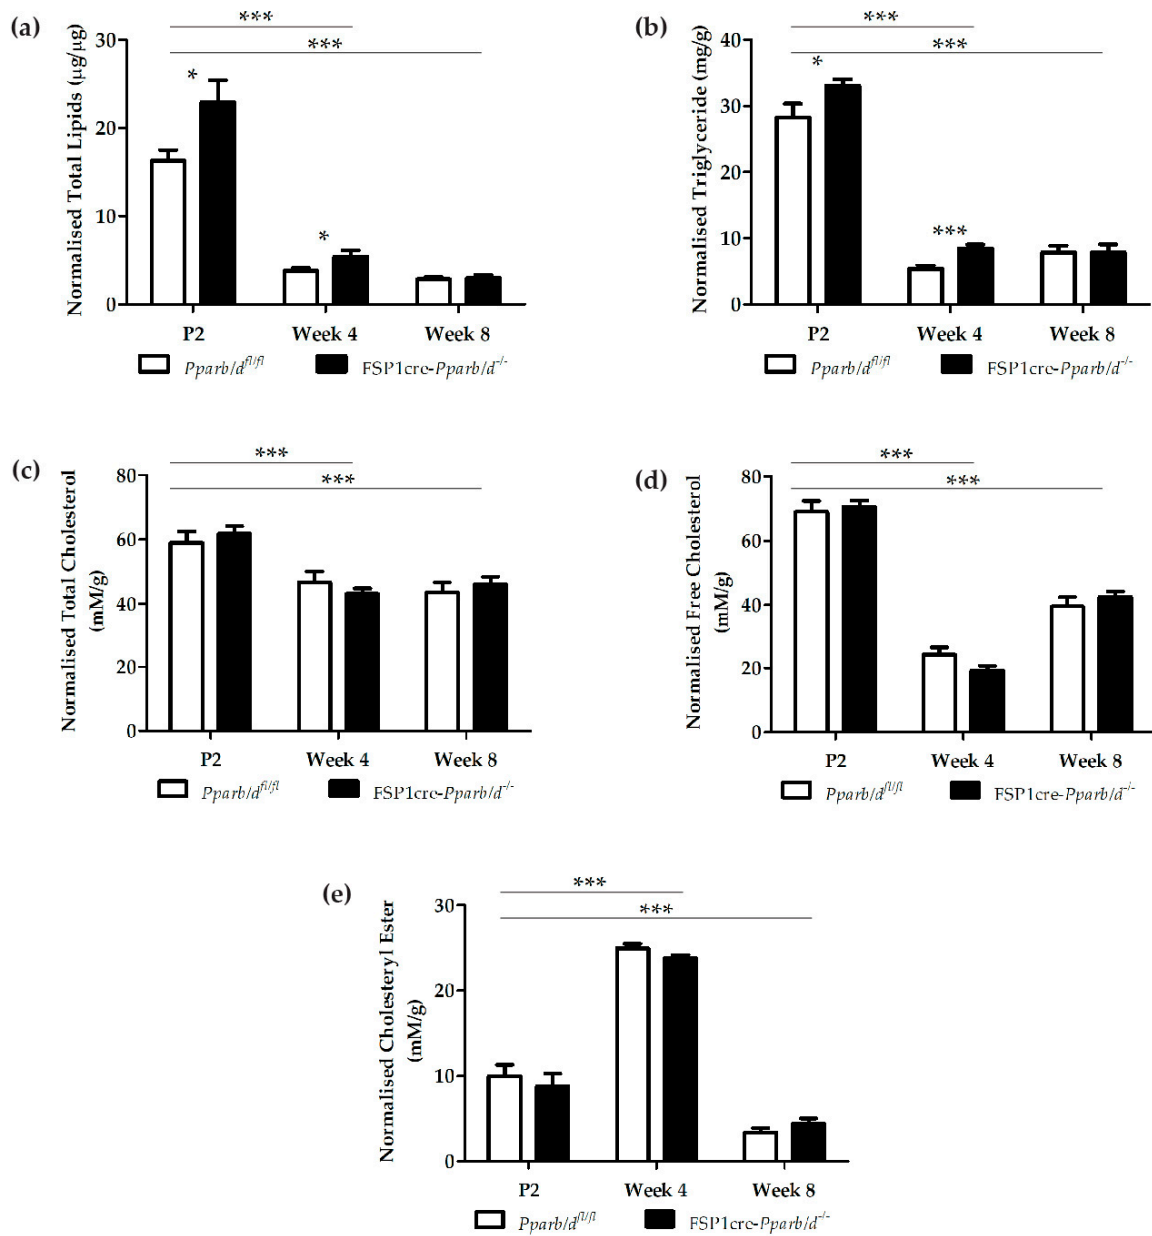 (a)
***
***
*
*
Normalised Total Lipids (µg/µg)
30
20
10
0
P2 Week 4 Week 8
Pparb/d^fl/fl FSP1cre-Pparb/d^-/-
(b)
***
***
*
***
Normalised Triglyceride (mg/g)
40
30
20
10
0
P2 Week 4 Week 8
Pparb/d^fl/fl FSP1cre-Pparb/d^-/-
(c)
***
***
Normalised Total Cholesterol
(mM/g)
80
60
40
20
0
P2 Week 4 Week 8
Pparb/d^fl/fl FSP1cre-Pparb/d^-/-
(d)
***
***
Normalised Free Cholesterol
(mM/g)
80
60
40
20
0
P2 Week 4 Week 8
Pparb/d^fl/fl FSP1cre-Pparb/d^-/-
(e)
***
***
Normalised Cholesteryl Ester
(mM/g)
30
20
10
0
P2 Week 4 Week 8
Pparb/d^fl/fl FSP1cre-Pparb/d^-/-